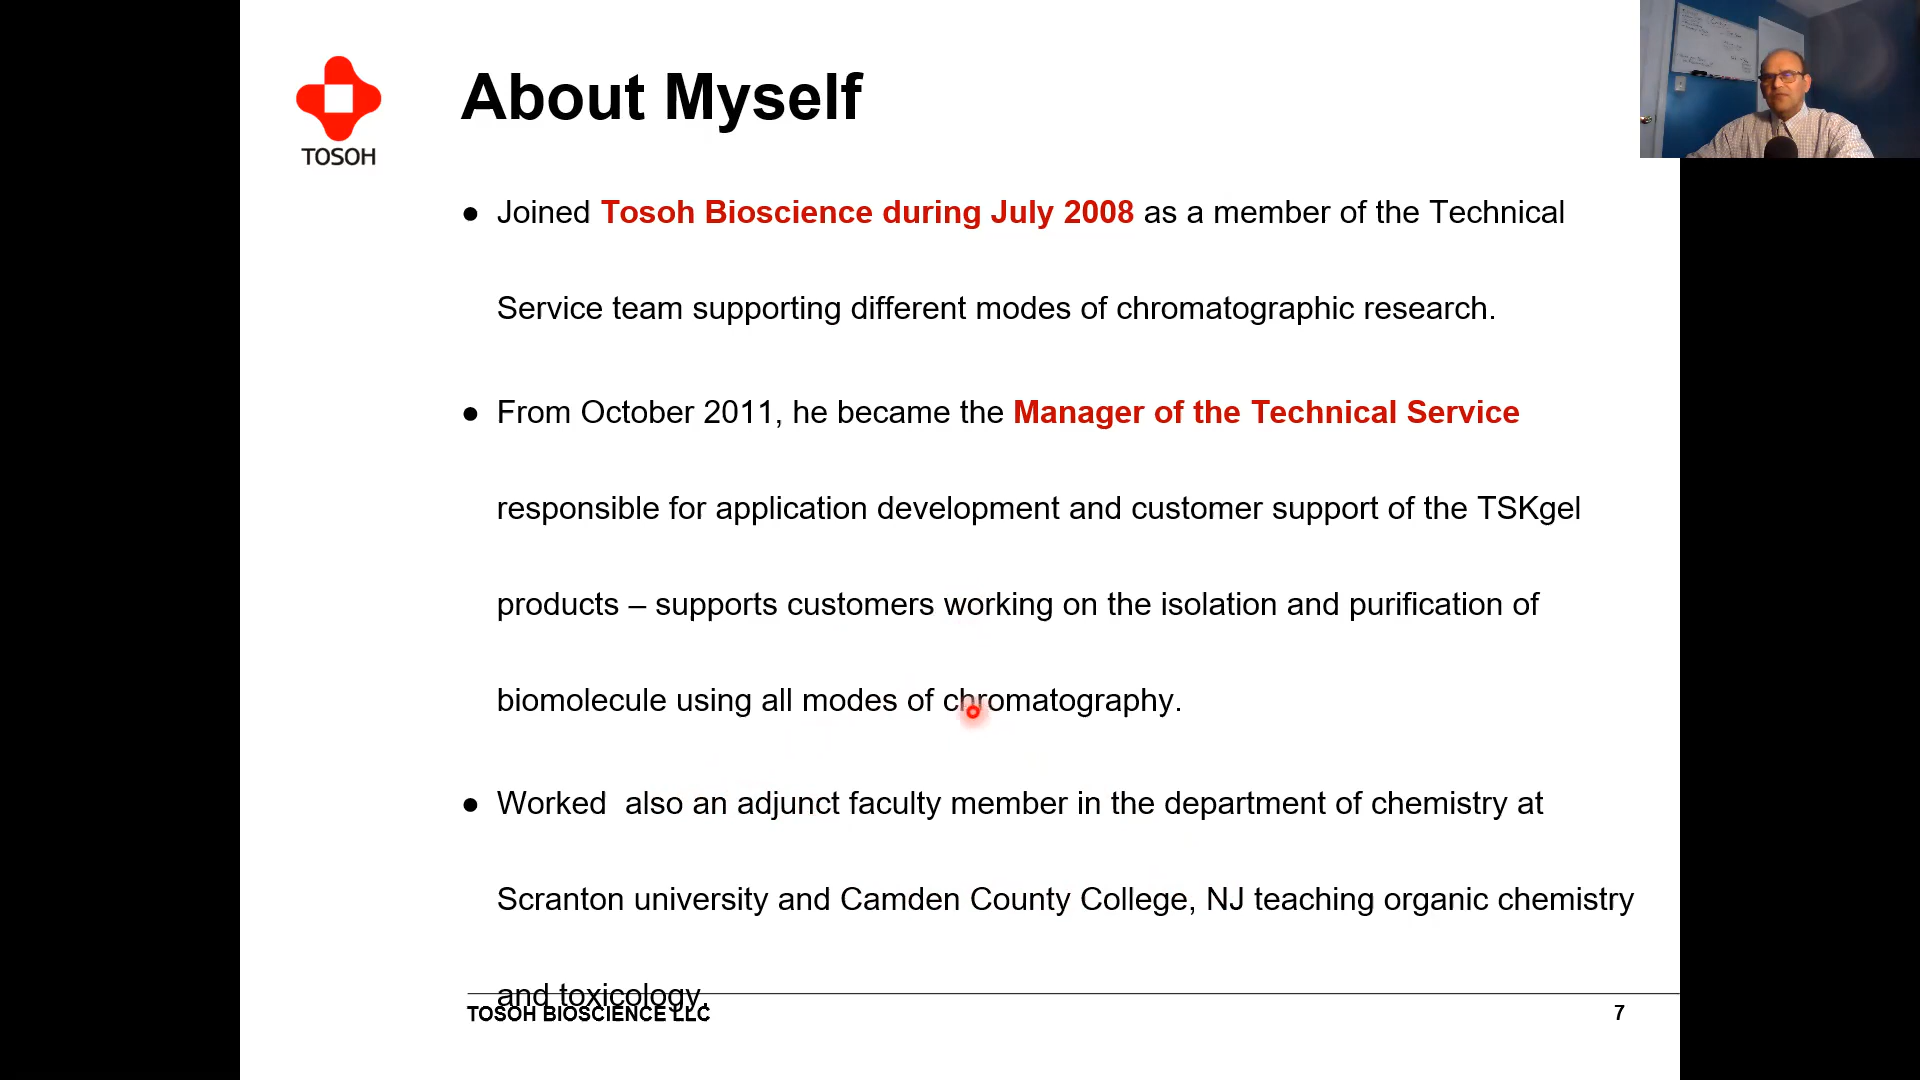 TOSOH
About Myself
● Joined Tosoh Bioscience during July 2008 as a member of the Technical
Service team supporting different modes of chromatographic research.
● From October 2011, he became the Manager of the Technical Service
responsible for application development and customer support of the TSKgel
products – supports customers working on the isolation and purification of
biomolecule using all modes of chromatography.
● Worked  also an adjunct faculty member in the department of chemistry at
Scranton university and Camden County College, NJ teaching organic chemistry
and toxicology.
TOSOH BIOSCIENCE LLC
7